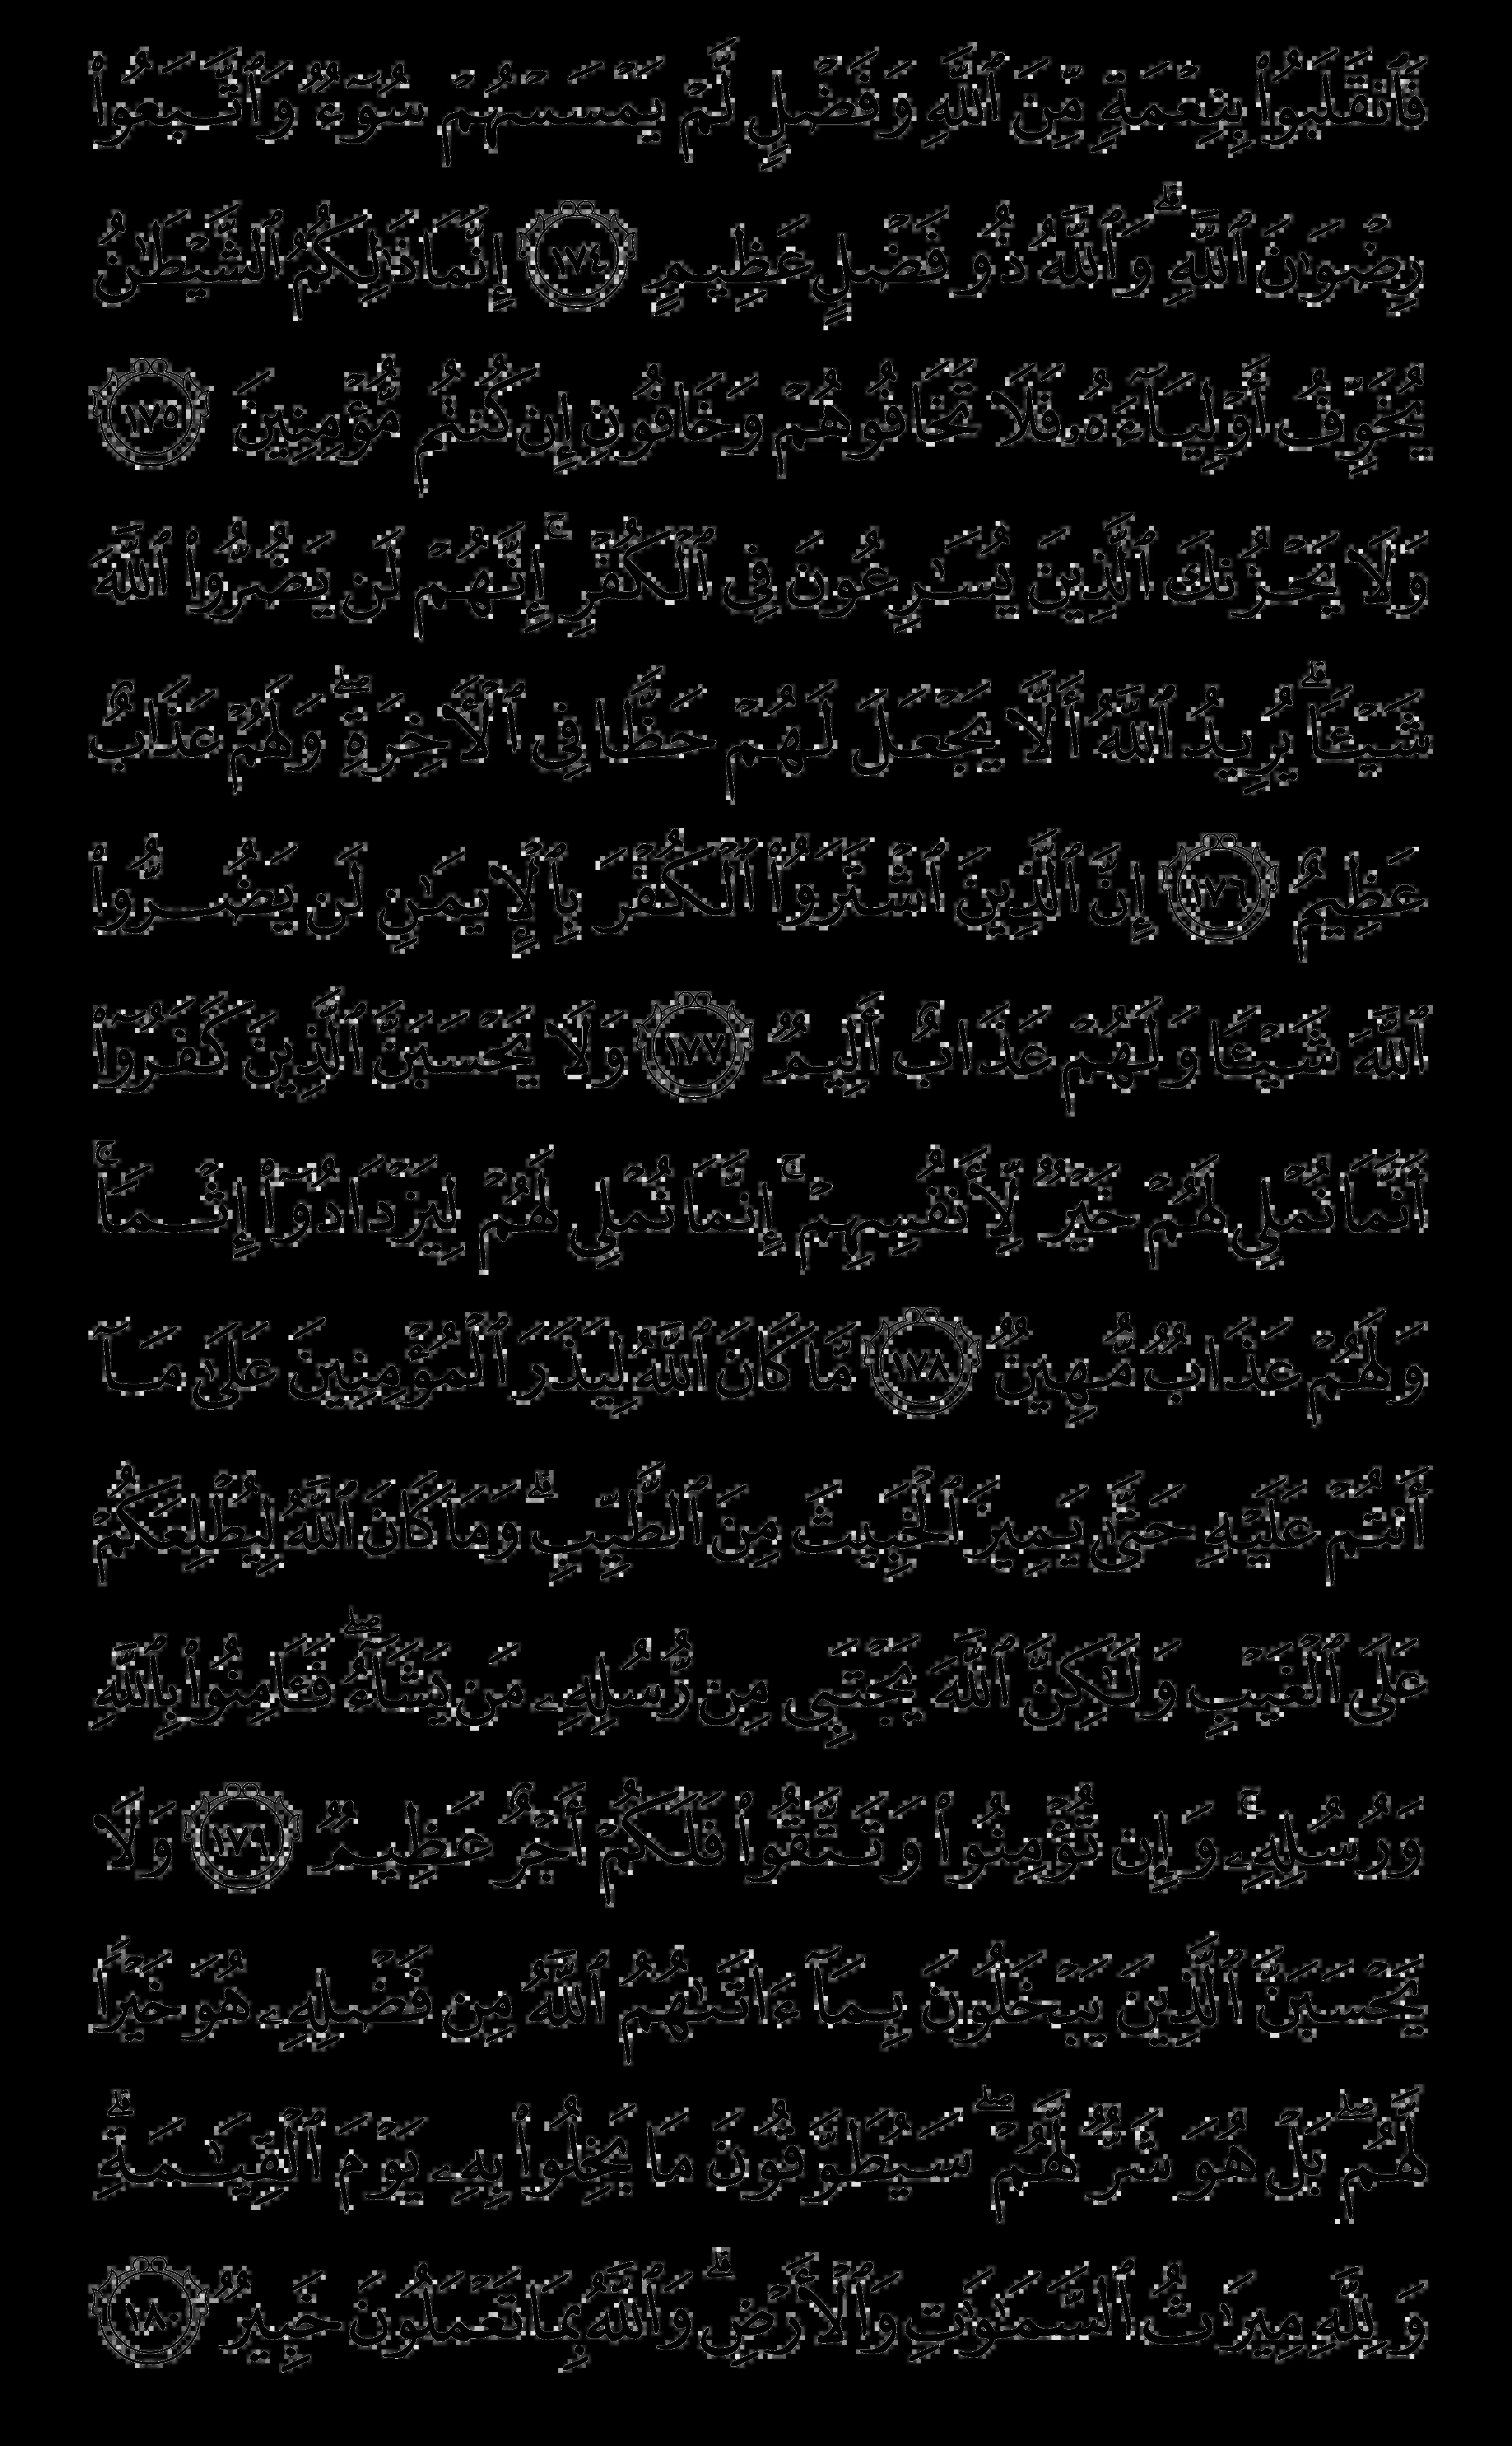 فَٱنقَلَبُوا۟ بِنِعْمَةٍ مِّنَ ٱللَّهِ وَفَضْلٍ لَّمْ يَمْسَسْهُمْ سُوٓءٌ وَٱتَّبَعُوا۟
رِضْوَٰنَ ٱللَّهِ ۗ وَٱللَّهُ ذُو فَضْلٍ عَظِيمٍ ١٧٤ إِنَّمَا ذَٰلِكُمُ ٱلشَّيْطَٰنُ
يُخَوِّفُ أَوْلِيَآءَهُۥ فَلَا تَخَافُوهُمْ وَخَافُونِ إِن كُنتُم مُّؤْمِنِينَ ١٧٥
وَلَا يَحْزُنكَ ٱلَّذِينَ يُسَٰرِعُونَ فِى ٱلْكُفْرِ ۚ إِنَّهُمْ لَن يَضُرُّوا۟ ٱللَّهَ
شَيْـًٔا ۗ يُرِيدُ ٱللَّهُ أَلَّا يَجْعَلَ لَهُمْ حَظًّا فِى ٱلْـَٔاخِرَةِ ۖ وَلَهُمْ عَذَابٌ
عَظِيمٌ ١٧٦ إِنَّ ٱلَّذِينَ ٱشْتَرَوُا۟ ٱلْكُفْرَ بِٱلْإِيمَٰنِ لَن يَضُرُّوا۟
ٱللَّهَ شَيْـًٔا وَلَهُمْ عَذَابٌ أَلِيمٌ ١٧٧ وَلَا يَحْسَبَنَّ ٱلَّذِينَ كَفَرُوٓا۟
أَنَّمَا نُمْلِى لَهُمْ خَيْرٌ لِّأَنفُسِهِمْ ۚ إِنَّمَا نُمْلِى لَهُمْ لِيَزْدَادُوٓا۟ إِثْمًا ۚ
وَلَهُمْ عَذَابٌ مُّهِينٌ ١٧٨ مَّا كَانَ ٱللَّهُ لِيَذَرَ ٱلْمُؤْمِنِينَ عَلَىٰ مَآ
أَنتُمْ عَلَيْهِ حَتَّىٰ يَمِيزَ ٱلْخَبِيثَ مِنَ ٱلطَّيِّبِ ۗ وَمَا كَانَ ٱللَّهُ لِيُطْلِعَكُمْ
عَلَى ٱلْغَيْبِ وَلَٰكِنَّ ٱللَّهَ يَجْتَبِى مِن رُّسُلِهِۦ مَن يَشَآءُ ۖ فَـَٔامِنُوا۟ بِٱللَّهِ
وَرُسُلِهِۦ ۚ وَإِن تُؤْمِنُوا۟ وَتَتَّقُوا۟ فَلَكُمْ أَجْرٌ عَظِيمٌ ١٧٩ وَلَا
يَحْسَبَنَّ ٱلَّذِينَ يَبْخَلُونَ بِمَآ ءَاتَىٰهُمُ ٱللَّهُ مِن فَضْلِهِۦ هُوَ خَيْرًا
لَّهُم ۖ بَلْ هُوَ شَرٌّ لَّهُمْ ۖ سَيُطَوَّقُونَ مَا بَخِلُوا۟ بِهِۦ يَوْمَ ٱلْقِيَٰمَةِ ۗ
وَلِلَّهِ مِيرَٰثُ ٱلسَّمَٰوَٰتِ وَٱلْأَرْضِ ۗ وَٱللَّهُ بِمَا تَعْمَلُونَ خَبِيرٌ ١٨٠